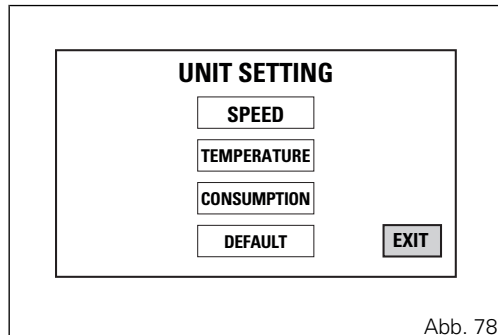 UNIT SETTING
SPEED
TEMPERATURE
CONSUMPTION
DEFAULT
EXIT
Abb. 78